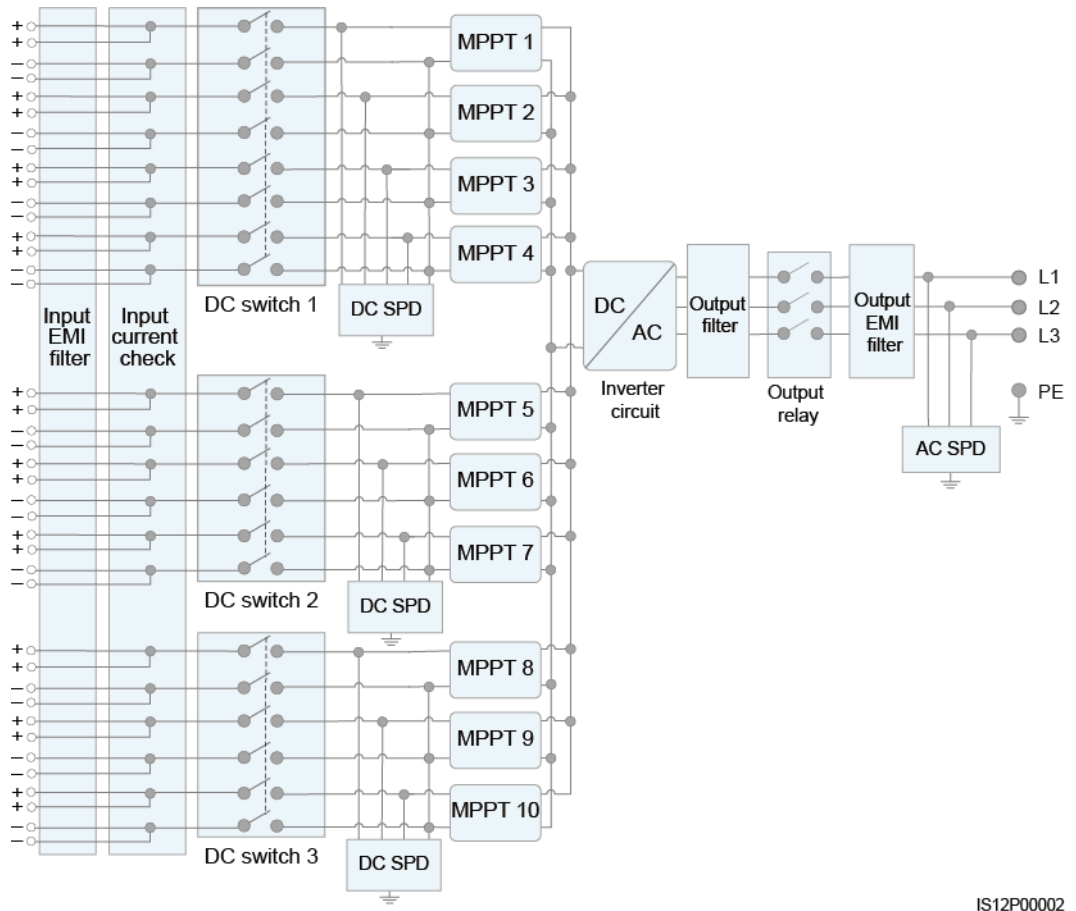 +
+
−
−
+
+
−
−
+
+
−
−
+
+
−
−
MPPT 1
MPPT 2
MPPT 3
MPPT 4
DC switch 1
DC SPD
Input
EMI
filter
Input
current
check
DC
AC
Inverter
circuit
Output
filter
Output
relay
Output
EMI
filter
L1
L2
L3
PE
AC SPD
+
+
−
−
+
+
−
−
+
+
−
−
MPPT 5
MPPT 6
MPPT 7
DC switch 2
DC SPD
+
+
−
−
+
+
−
−
+
+
−
−
MPPT 8
MPPT 9
MPPT 10
DC switch 3
DC SPD
IS12P00002